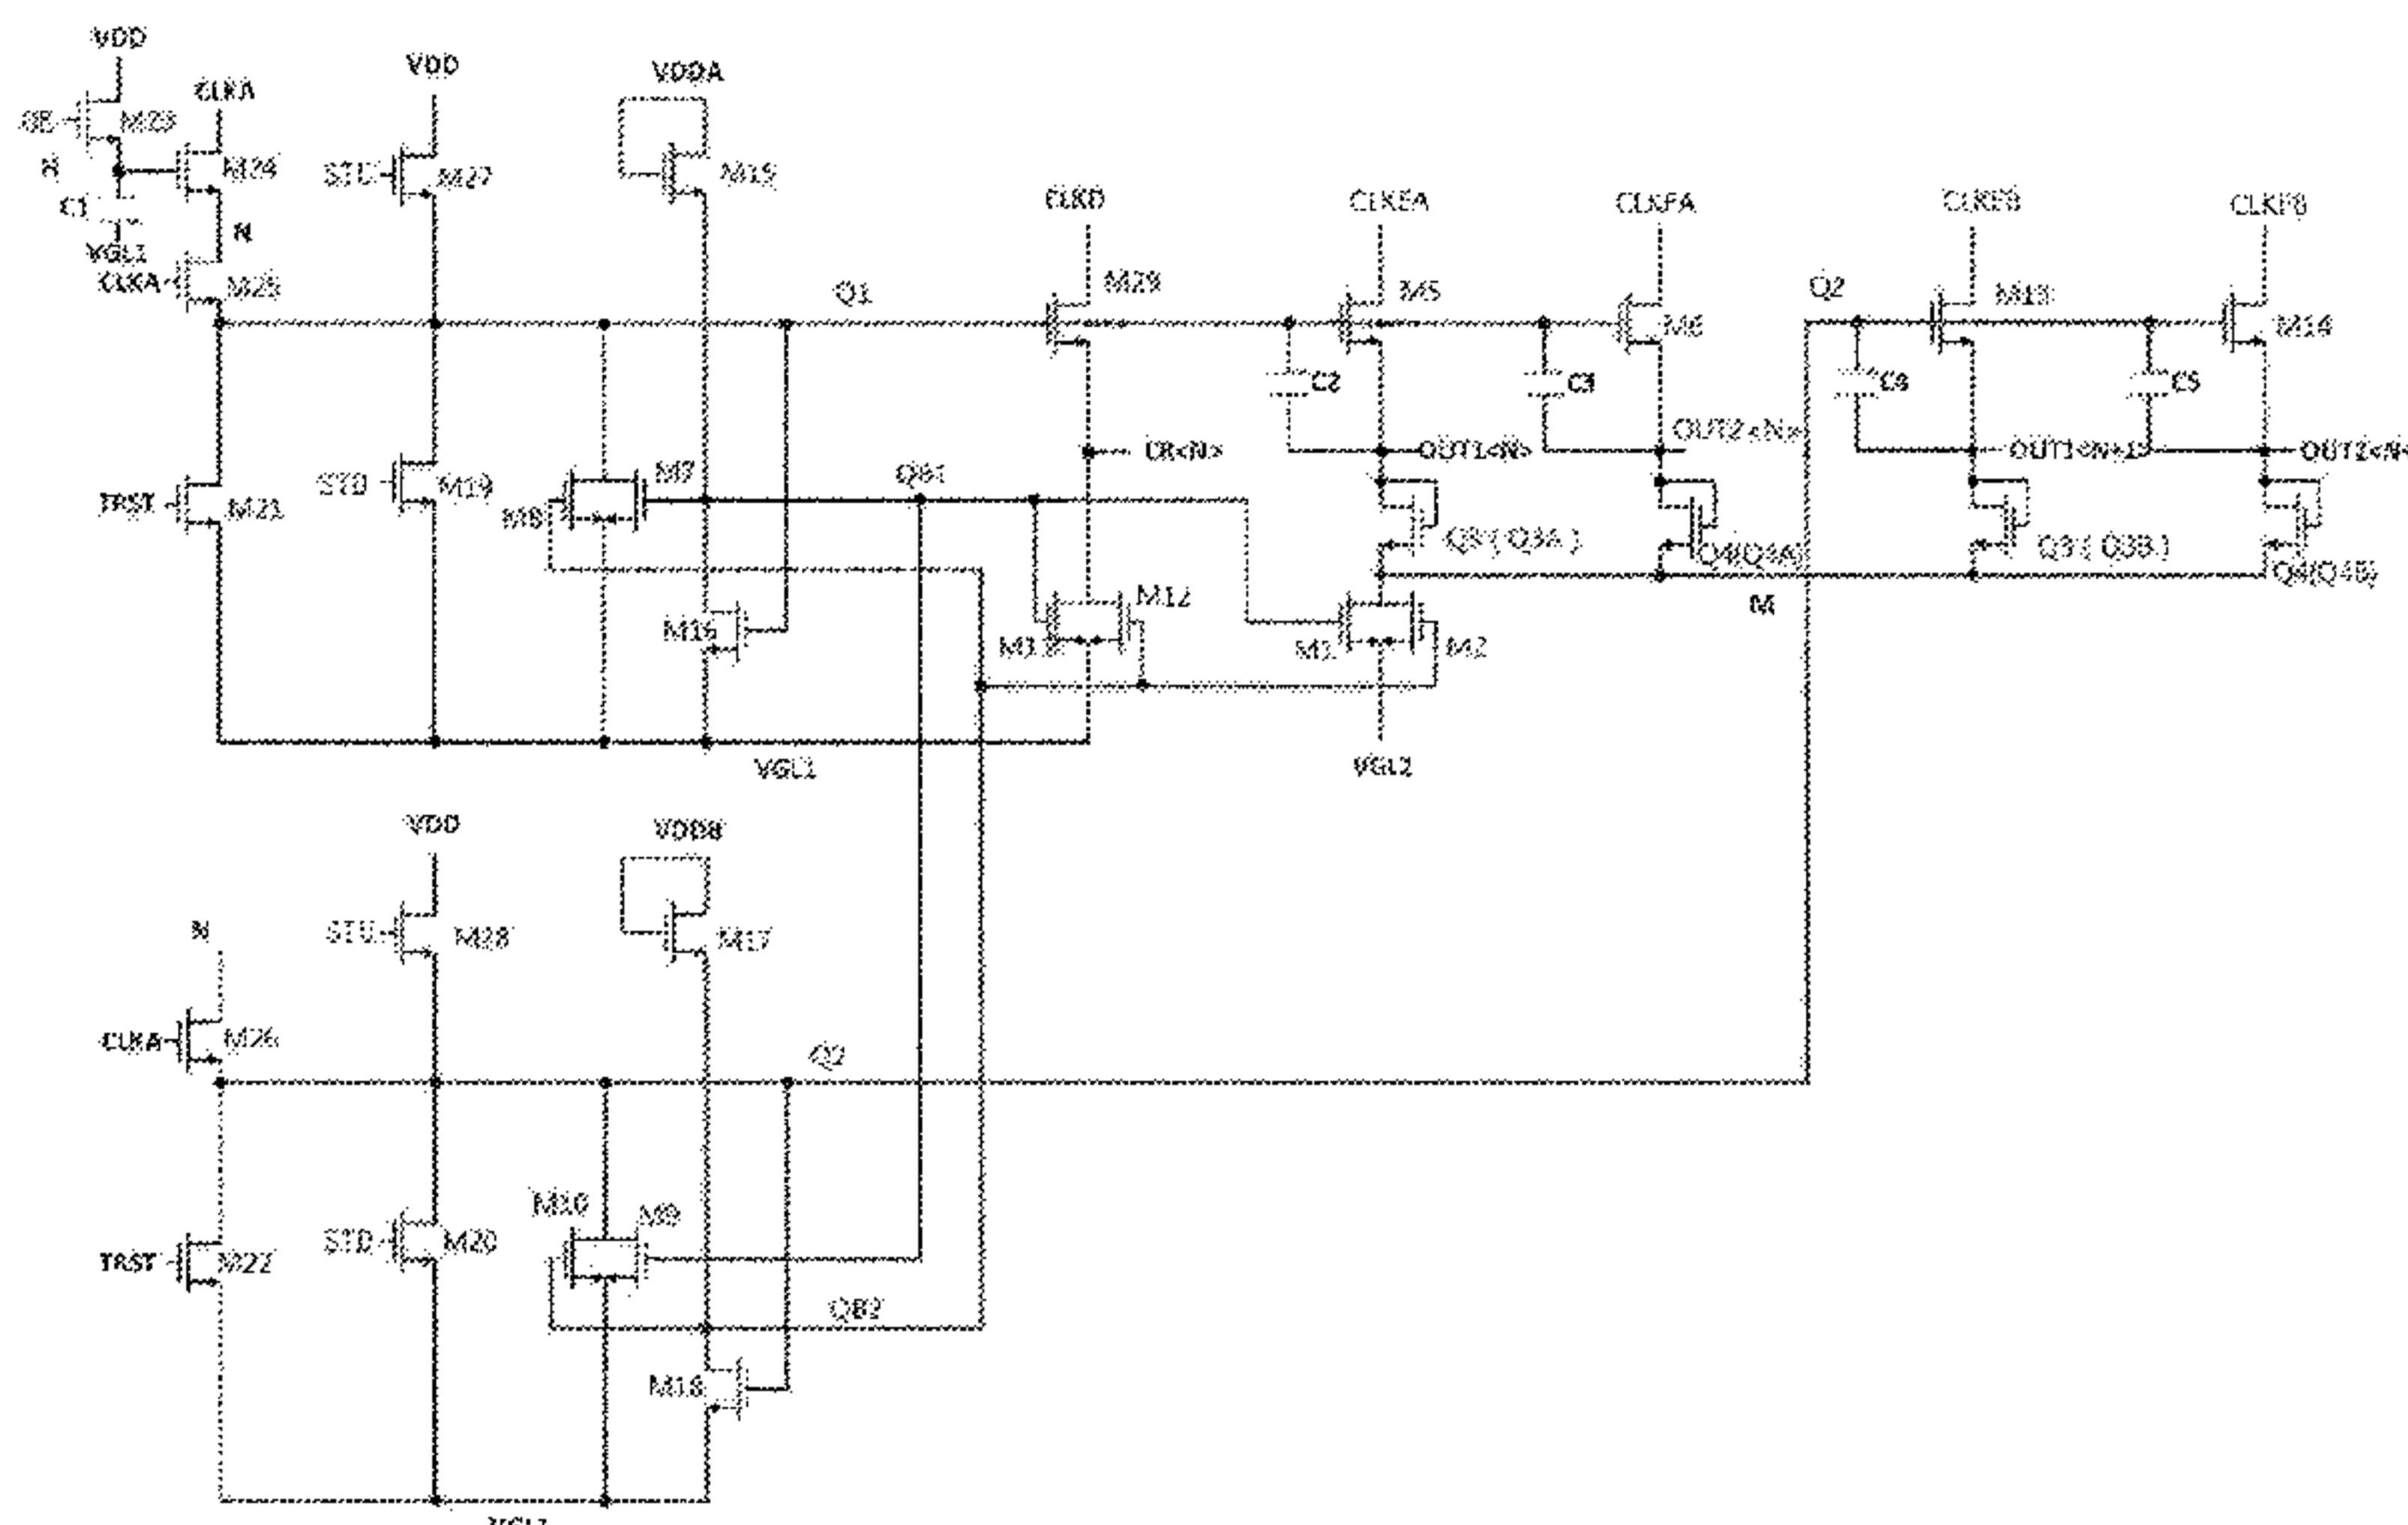 VDD
VDD
VDDA
CLKA
OE
M23
H
M24
STU
M27
M15
C1
N
VGL1
CLKA
M25
CLKD
CLKEA
CLKFA
CLKEB
CLKFB
Q1
M29
M5
M6
Q2
M13
M14
C2
C3
C4
C5
CR<N>
OUT1<N>
OUT2<N>
OUT1<N+1>
OUT2<N+
TRST
M21
STD
M19
M8
M7
QB1
Q3(Q3A)
Q3(Q3B)
Q4(Q4B)
M
M16
M12
M1
M2
VGL1
VGL2
VDD
VDDB
N
STU
M28
M17
CLKA
M26
Q2
M10
M9
TRST
M22
STD
M20
QB2
M18